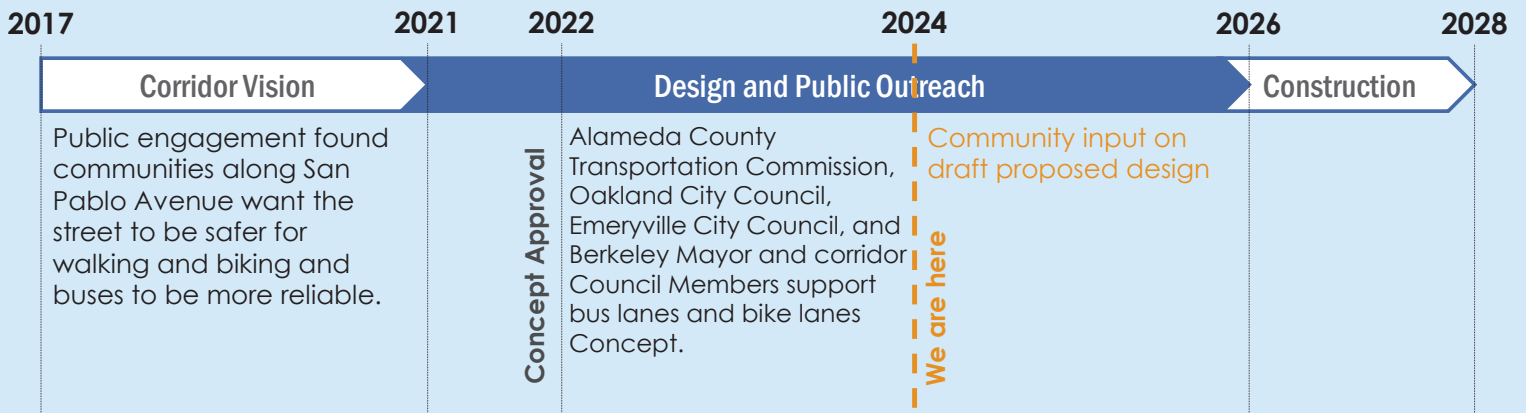 2017
2021
2022
2024
2026
2028
Corridor Vision
Design and Public Outreach
Construction
Public engagement found
communities along San
Pablo Avenue want the
street to be safer for
walking and biking and
buses to be more reliable.
Concept Approval
Alameda County
Transportation Commission,
Oakland City Council,
Emeryville City Council, and
Berkeley Mayor and corridor
Council Members support
bus lanes and bike lanes
Concept.
We are here
Community input on
draft proposed design